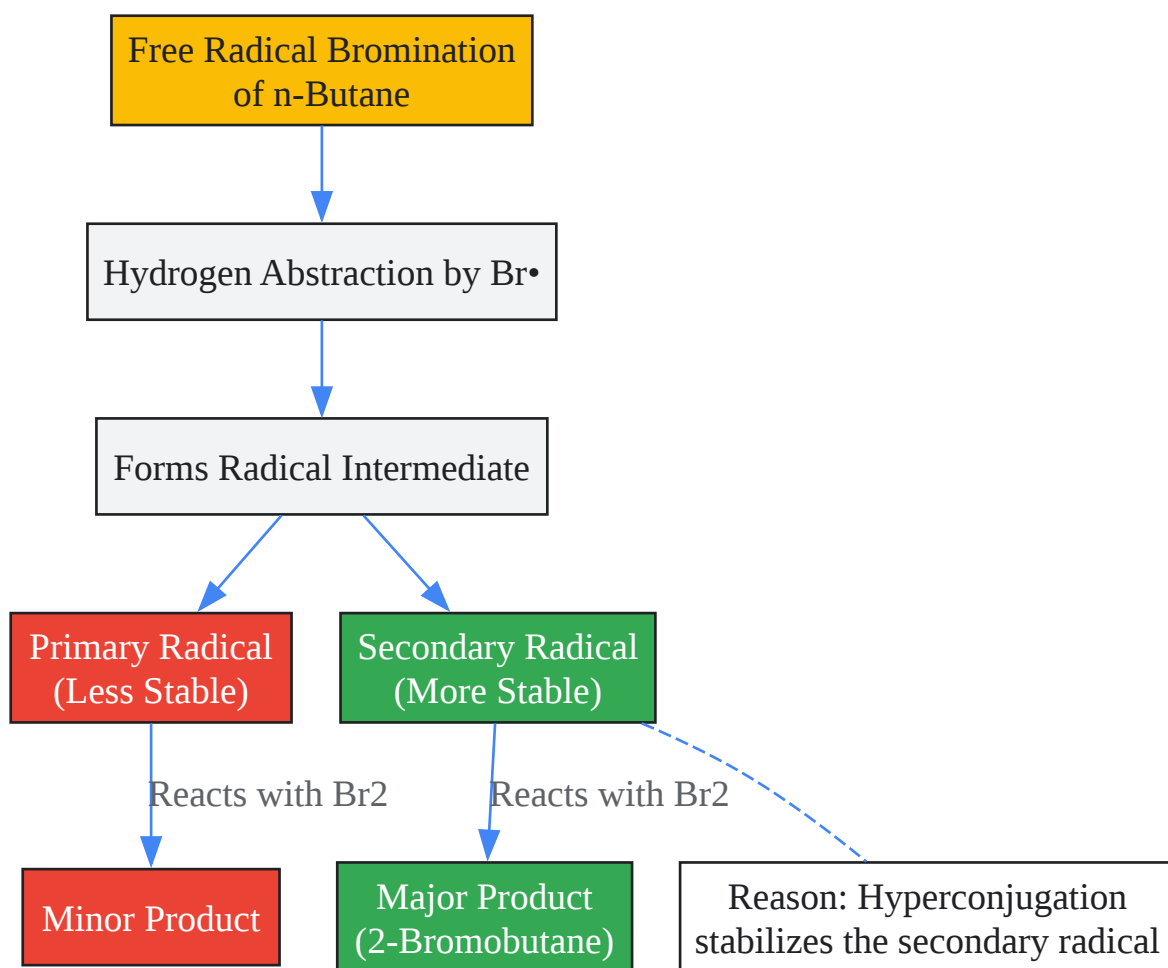 Free Radical Bromination
of n-Butane
Hydrogen Abstraction by Br•
Forms Radical Intermediate
Primary Radical
(Less Stable)
Secondary Radical
(More Stable)
Reacts with Br2
Reacts with Br2
Minor Product
Major Product
(2-Bromobutane)
Reason: Hyperconjugation
stabilizes the secondary radical